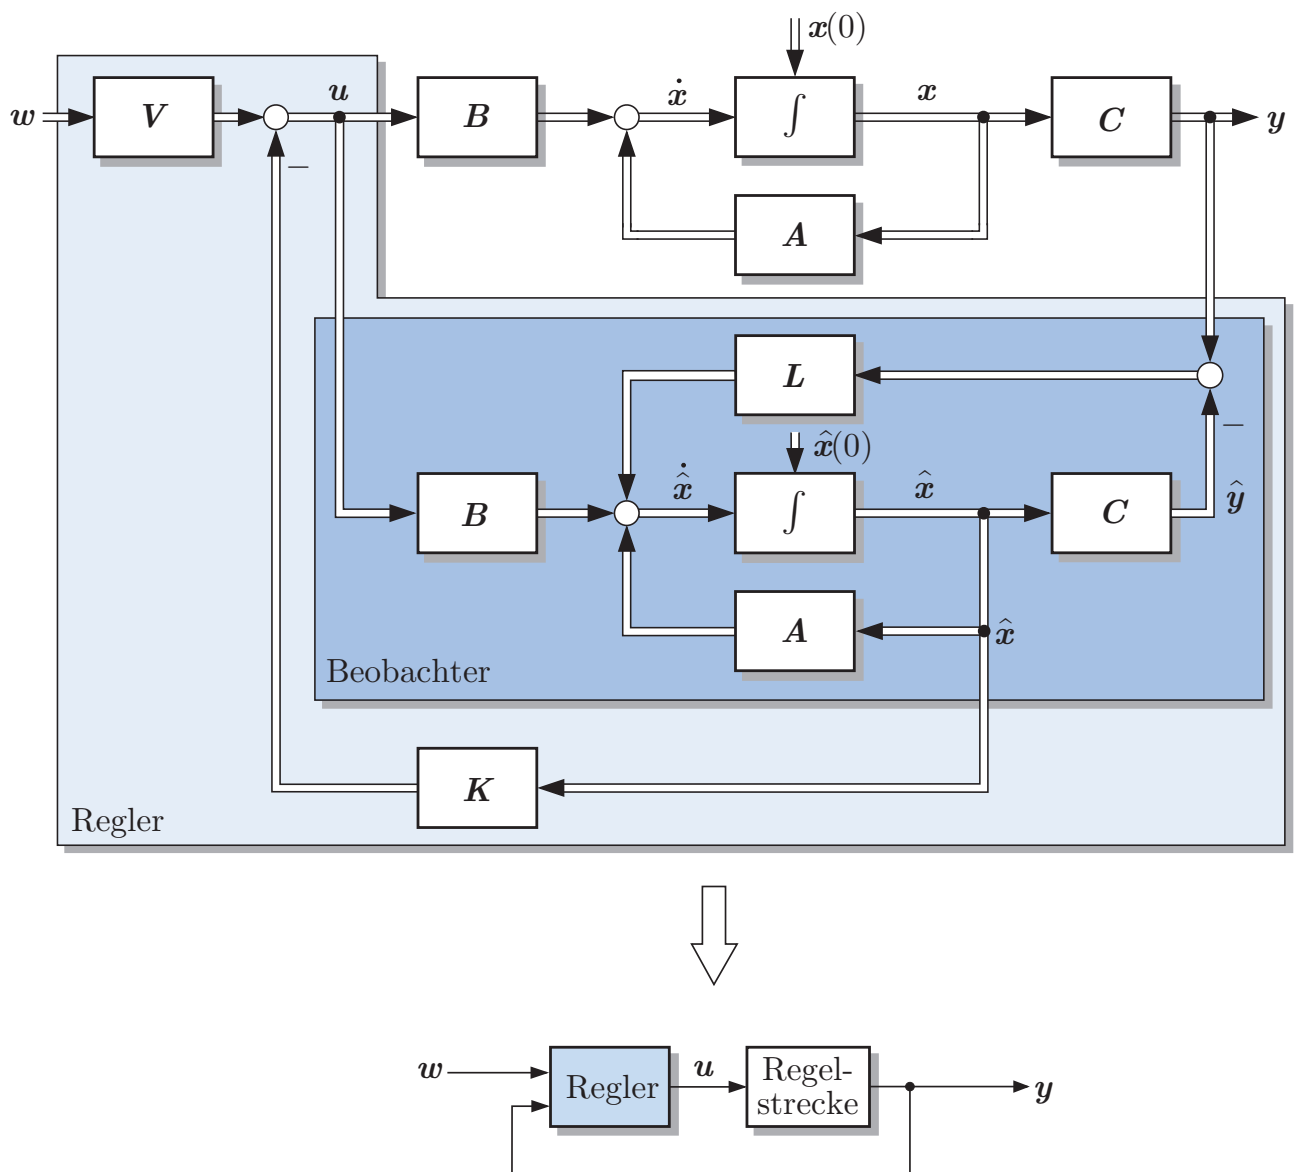 x(0)
w V u B ẋ ∫ x C y
−
A
L
−
x̂(0)
B x̂̇ ∫ x̂ C ŷ
A x̂
Beobachter
K
Regler
w Regler u Regel-
strecke y